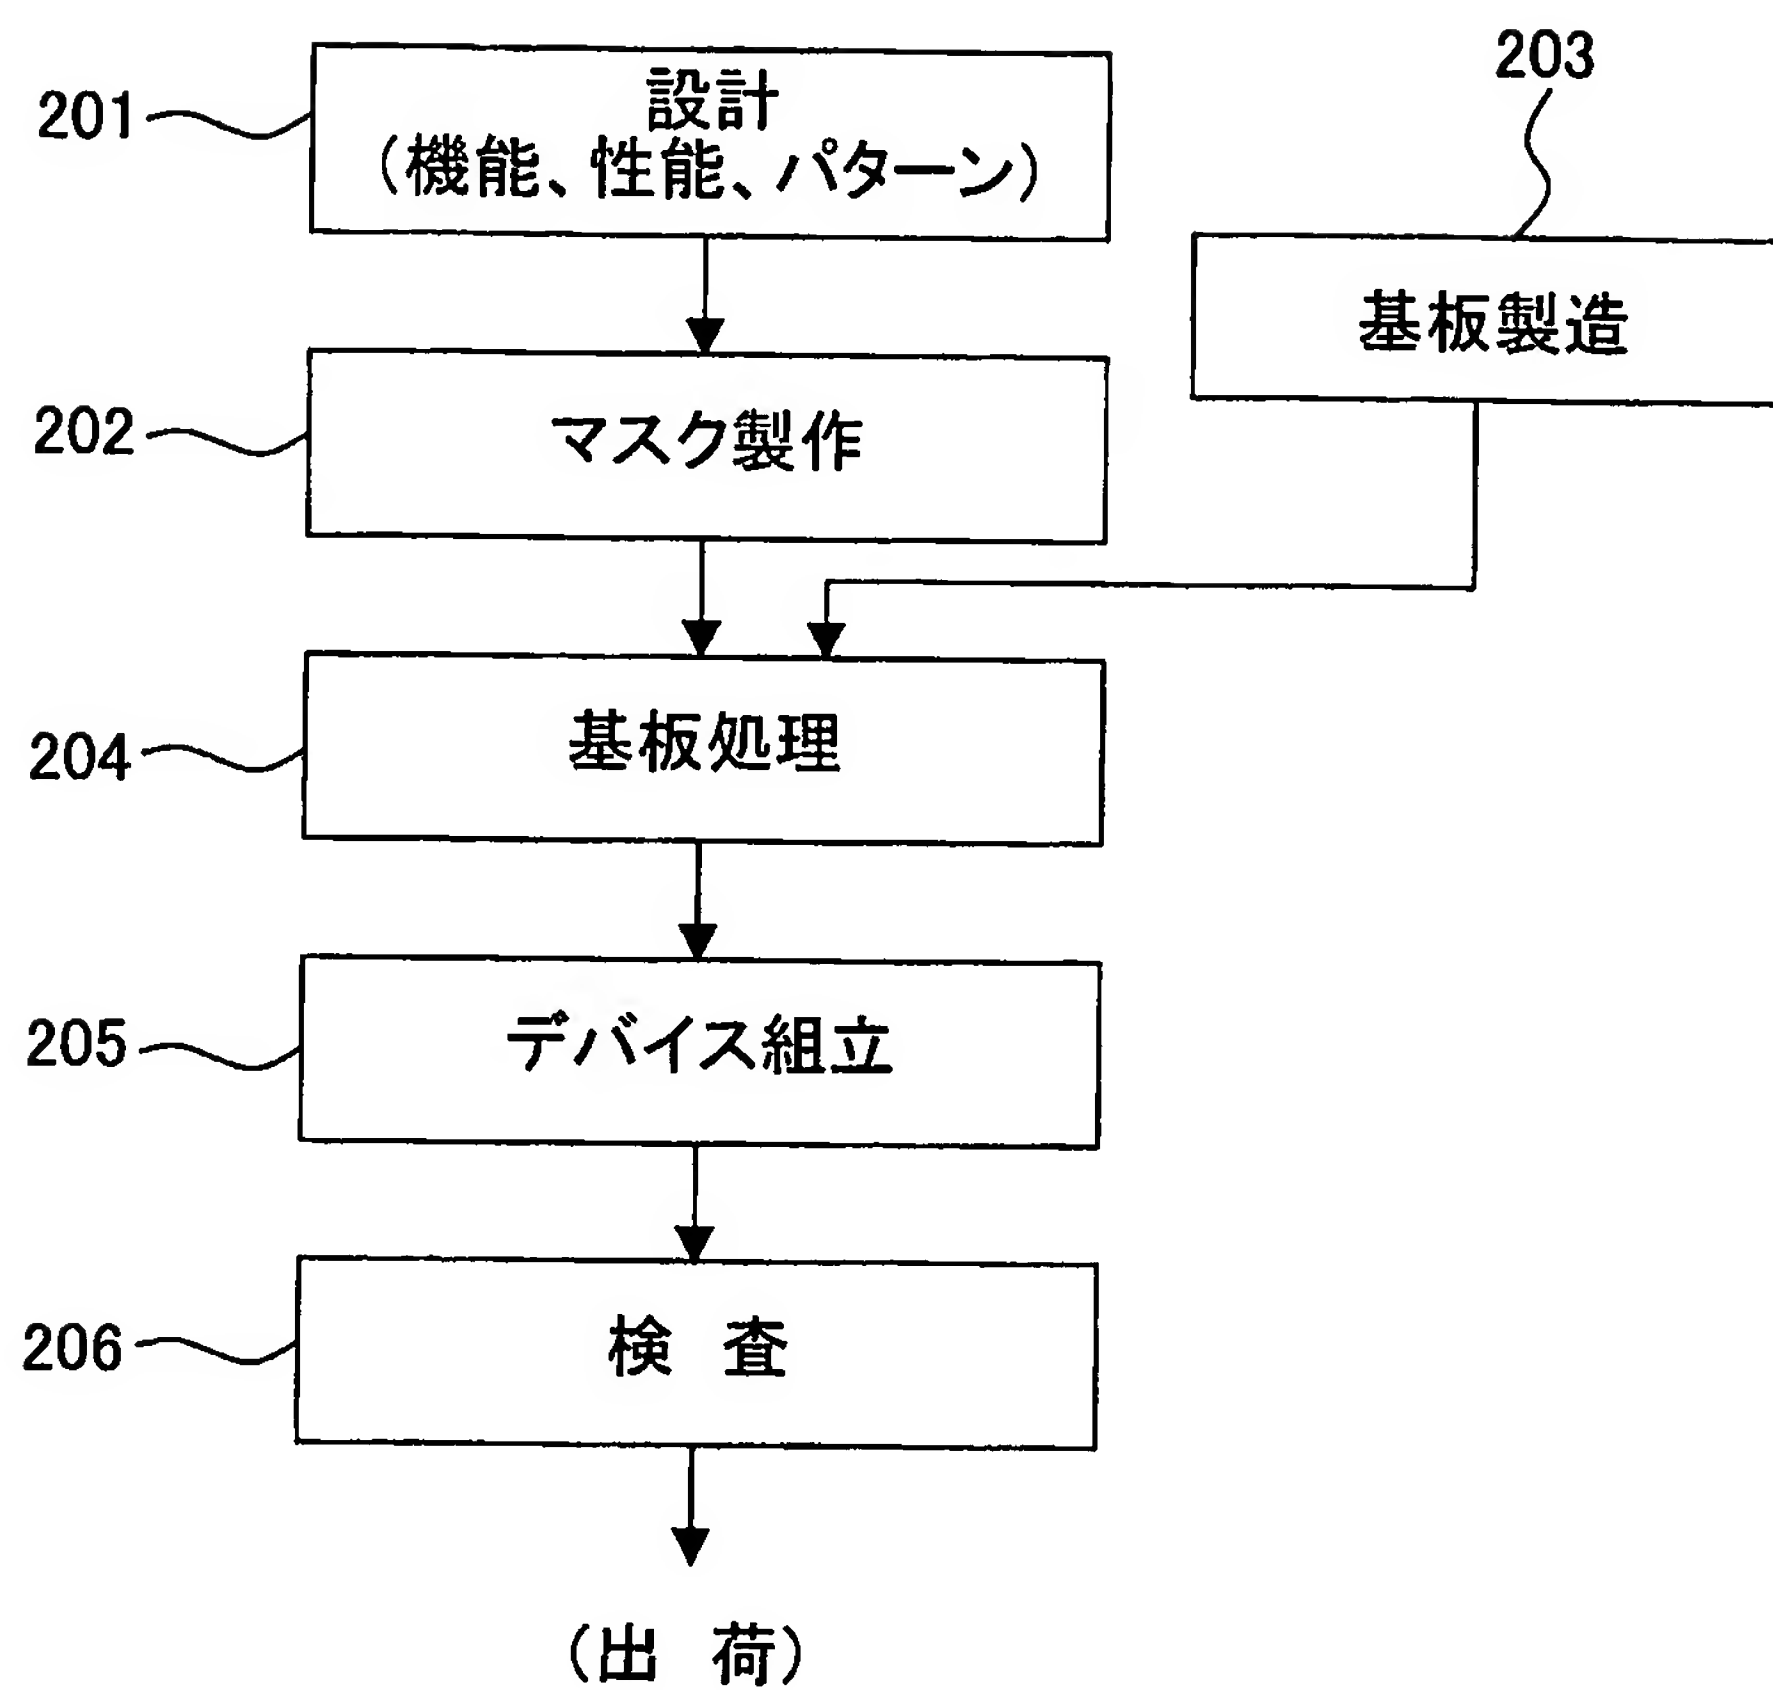 203
201
設計
(機能、性能、パターン)
基板製造
202
マスク製作
204
基板処理
205
デバイス組立
206
検 査
(出 荷)